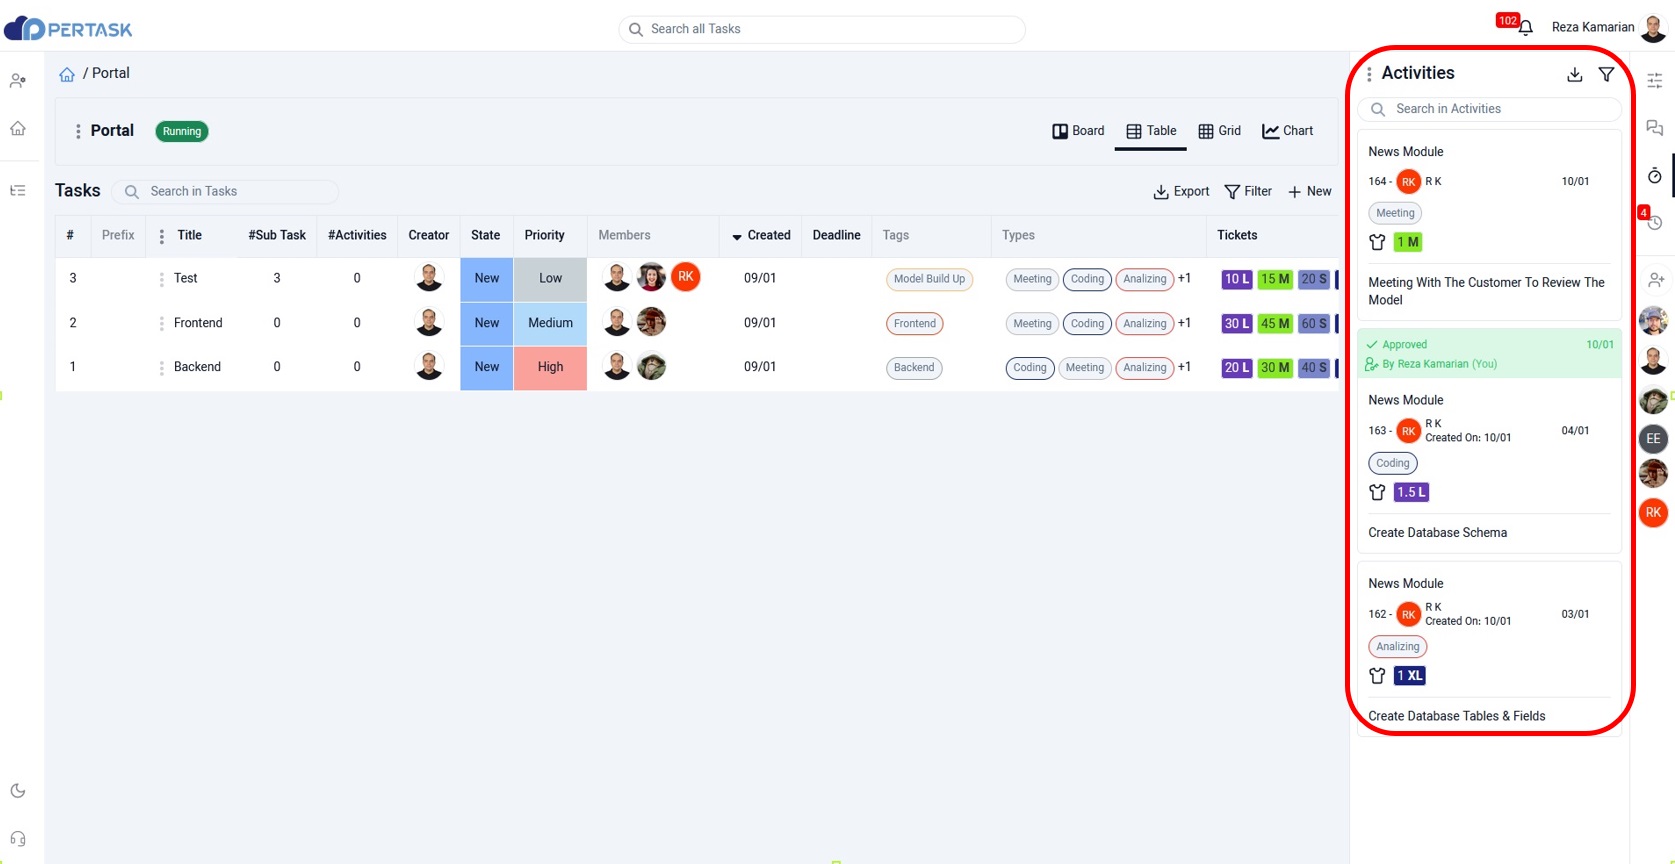 PERTASK
Search all Tasks
102
Reza Kamarian
/ Portal
Portal
Running
Board
Table
Grid
Chart
Tasks
Search in Tasks
Export
Filter
New
# Prefix Title #Sub Task #Activities Creator State Priority Members Created Deadline Tags Types Tickets
3 Test 3 0 New Low RK 09/01 Model Build Up Meeting Coding Analizing +1 10 L 15 M 20 S
2 Frontend 0 0 New Medium 09/01 Frontend Meeting Coding Analizing +1 30 L 45 M 60 S
1 Backend 0 0 New High 09/01 Backend Coding Meeting Analizing +1 20 L 30 M 40 S
Activities
Search in Activities
News Module
164 - RK R K 10/01
Meeting
1 M
Meeting With The Customer To Review The
Model
Approved 10/01
By Reza Kamarian (You)
News Module
163 - RK R K
Created On: 10/01 04/01
Coding
1.5 L
Create Database Schema
News Module
162 - RK R K
Created On: 10/01 03/01
Analizing
1 XL
Create Database Tables & Fields
4
EE
RK